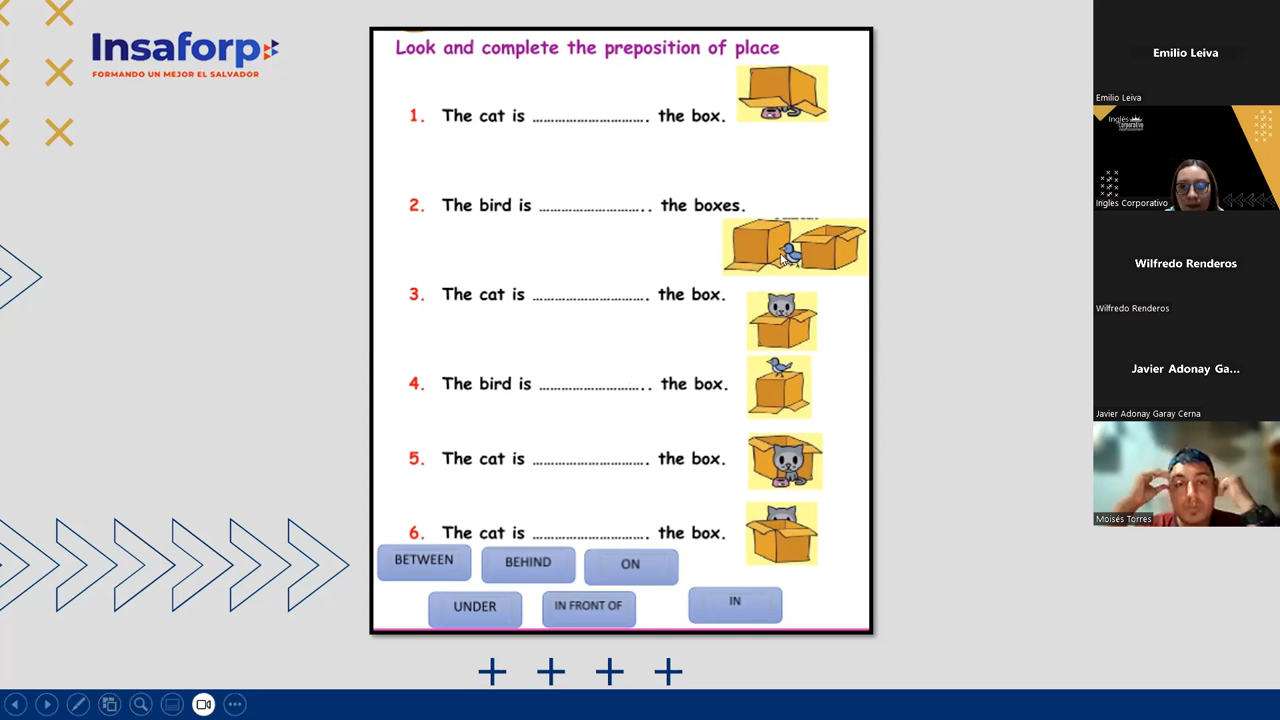 Insaforp
FORMANDO UN MEJOR EL SALVADOR
Look and complete the preposition of place
1. The cat is ............................. the box.
2. The bird is ........................... the boxes.
3. The cat is ............................. the box.
4. The bird is ........................... the box.
5. The cat is ............................. the box.
6. The cat is ............................. the box.
BETWEEN BEHIND ON
UNDER IN FRONT OF IN
Emilio Leiva
Emilio Leiva
Inglés
Corporativo
Ingles Corporativo
Wilfredo Renderos
Wilfredo Renderos
Javier Adonay Ga...
Javier Adonay Garay Cerna
Moisés Torres